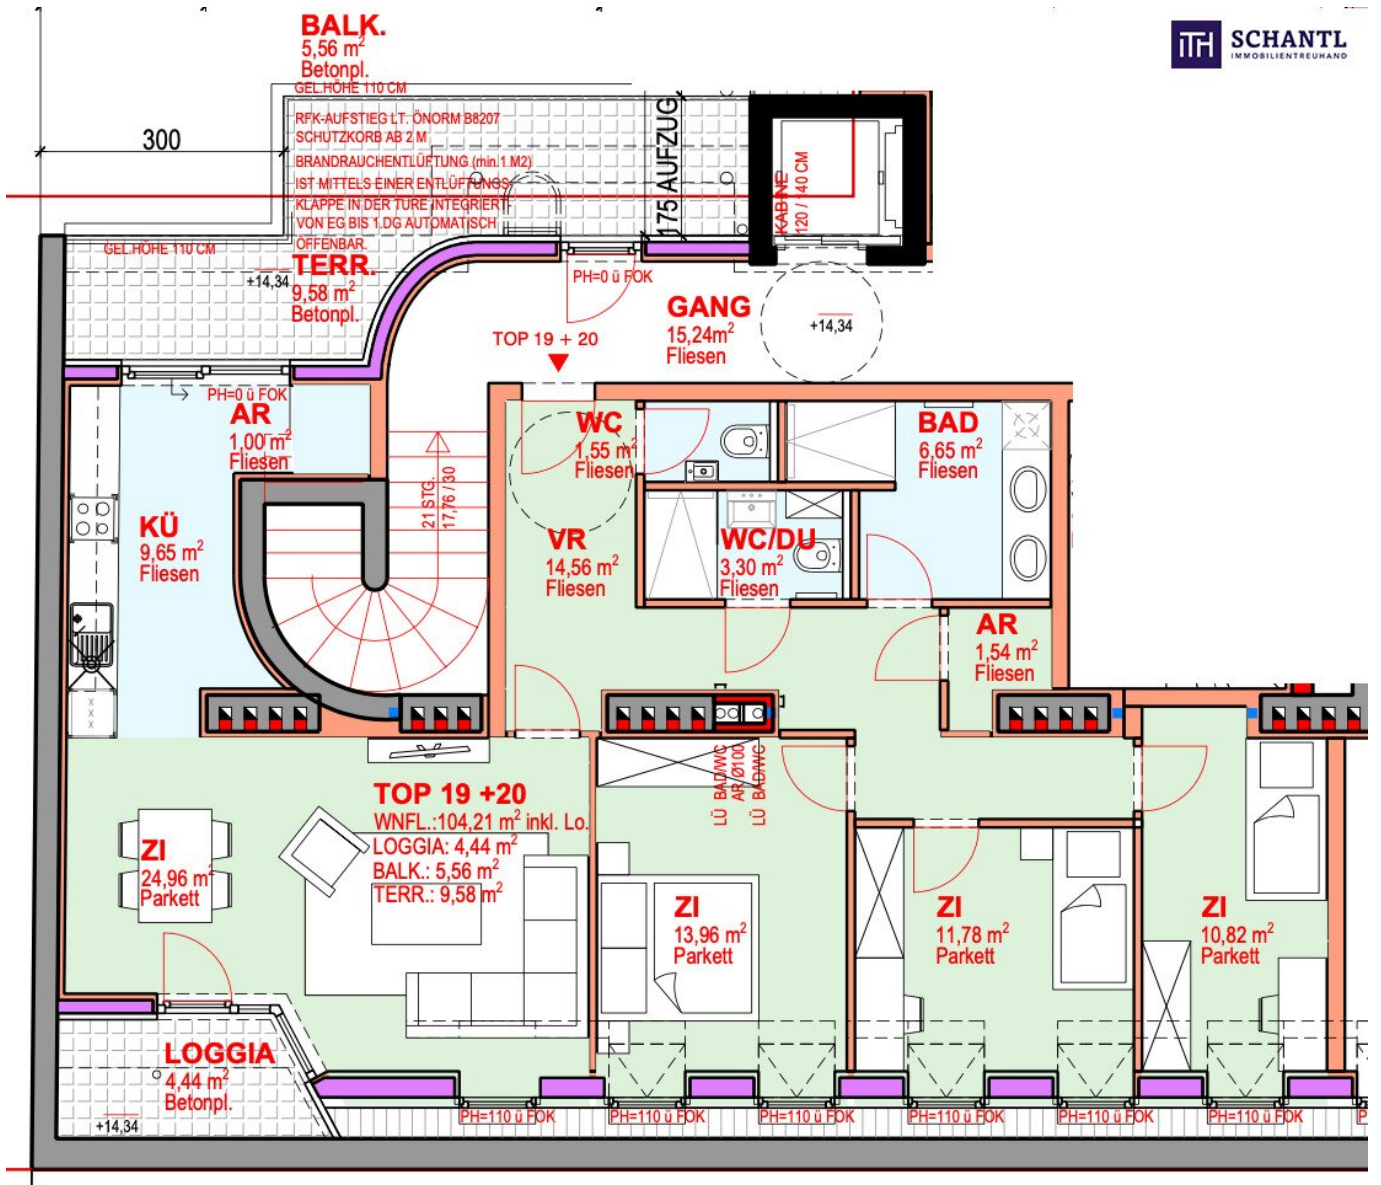 BALK.
5,56 m²
Betonpl.
GEL.HÖHE 110 CM
iTH
SCHANTL
IMMOBILIENTREUHAND
300
RFK-AUFSTIEG LT. ÖNORM B8207
SCHUTZKORB AB 2 M
BRANDRAUCHENTLÜFTUNG (min.1 M2)
IST MITTELS EINER ENTLÜFTUNGS-
KLAPPE IN DER TÜRE INTEGRIERT-
VON EG BIS 1.DG AUTOMATISCH
ÖFFENBAR.
175 AUFZUG
KABINE
120 / 140 CM
GEL.HÖHE 110 CM
TERR.
+14,34
9,58 m²
Betonpl.
PH=0 ü FOK
GANG
15,24m²
Fliesen
+14,34
TOP 19 + 20
PH=0 ü FOK
AR
1,00 m²
Fliesen
WC
1,55 m²
Fliesen
BAD
6,65 m²
Fliesen
21 STG.
17,76 / 30
KÜ
9,65 m²
Fliesen
VR
14,56 m²
Fliesen
WC/DU
3,30 m²
Fliesen
AR
1,54 m²
Fliesen
LÜ BAD/WC
AR Ø100
LÜ BAD/WC
TOP 19 +20
WNFL.:104,21 m² inkl. Lo.
LOGGIA: 4,44 m²
BALK.: 5,56 m²
TERR.: 9,58 m²
ZI
24,96 m²
Parkett
ZI
13,96 m²
Parkett
ZI
11,78 m²
Parkett
ZI
10,82 m²
Parkett
LOGGIA
4,44 m²
Betonpl.
+14,34
PH=110 ü FOK
PH=110 ü FOK
PH=110 ü FOK
PH=110 ü FOK
PH=110 ü FOK
PH=110 ü FOK
P